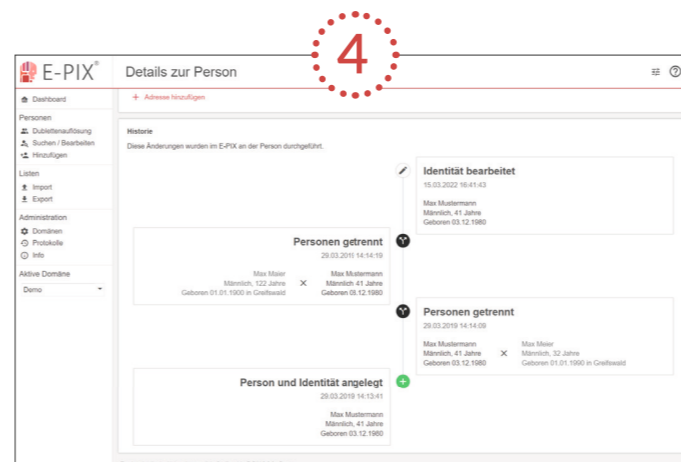 4
E-PIX®
Details zur Person
Dashboard
Personen
Dublettenauflösung
Suchen / Bearbeiten
Hinzufügen
Listen
Import
Export
Administration
Domänen
Protokolle
Info
Aktive Domäne
Demo
+ Adresse hinzufügen
Historie
Diese Änderungen wurden im E-PIX an der Person durchgeführt.
Identität bearbeitet
15.03.2022 16:41:43
Max Mustermann
Männlich, 41 Jahre
Geboren 03.12.1980
Personen getrennt
29.03.2011 14:14:19
Max Maier
Männlich, 122 Jahre
Geboren 01.01.1900 in Greifswald
Max Mustermann
Männlich 41 Jahre
Geboren 03.12.1980
Personen getrennt
29.03.2019 14:14:09
Max Mustermann
Männlich, 41 Jahre
Geboren 03.12.1980
Max Meier
Männlich, 32 Jahre
Geboren 01.01.1990 in Greifswald
Person und Identität angelegt
29.03.2019 14:13:41
Max Mustermann
Männlich, 41 Jahre
Geboren 03.12.1980